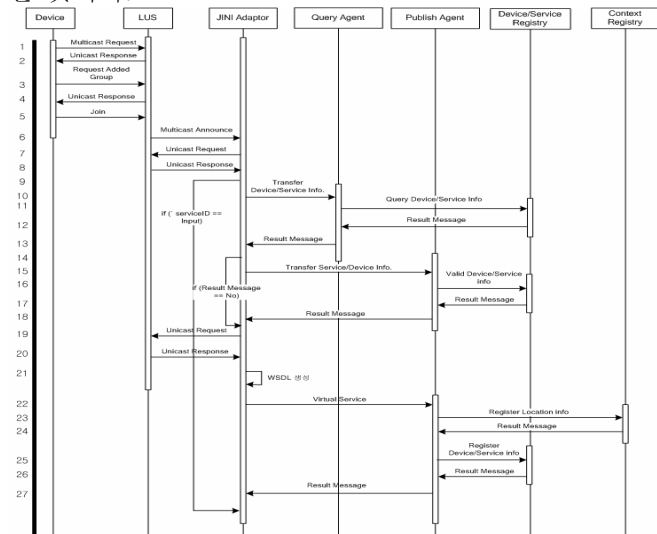 Device LUS JINI Adaptor Query Agent Publish Agent Device/Service Registry Context Registry
1 Multicast Request
2 Unicast Response
Request Added Group
3
4 Unicast Response
5 Join
6 Multicast Announce
7 Unicast Request
8 Unicast Response
9
10 Transfer Device/Service Info.
11 Query Device/Service Info
if (` serviceID == Input)
12 Result Message
13 Result Message
14
15 Transfer Service/Device Info.
16 Valid Device/Service info
if (Result Message == No)
17 Result Message
18 Result Message
19 Unicast Request
20 Unicast Response
21 WSDL 생성
22 Virtual Service
23 Register Location info
24 Result Message
25 Register Device/Service info
26 Result Message
27 Result Message